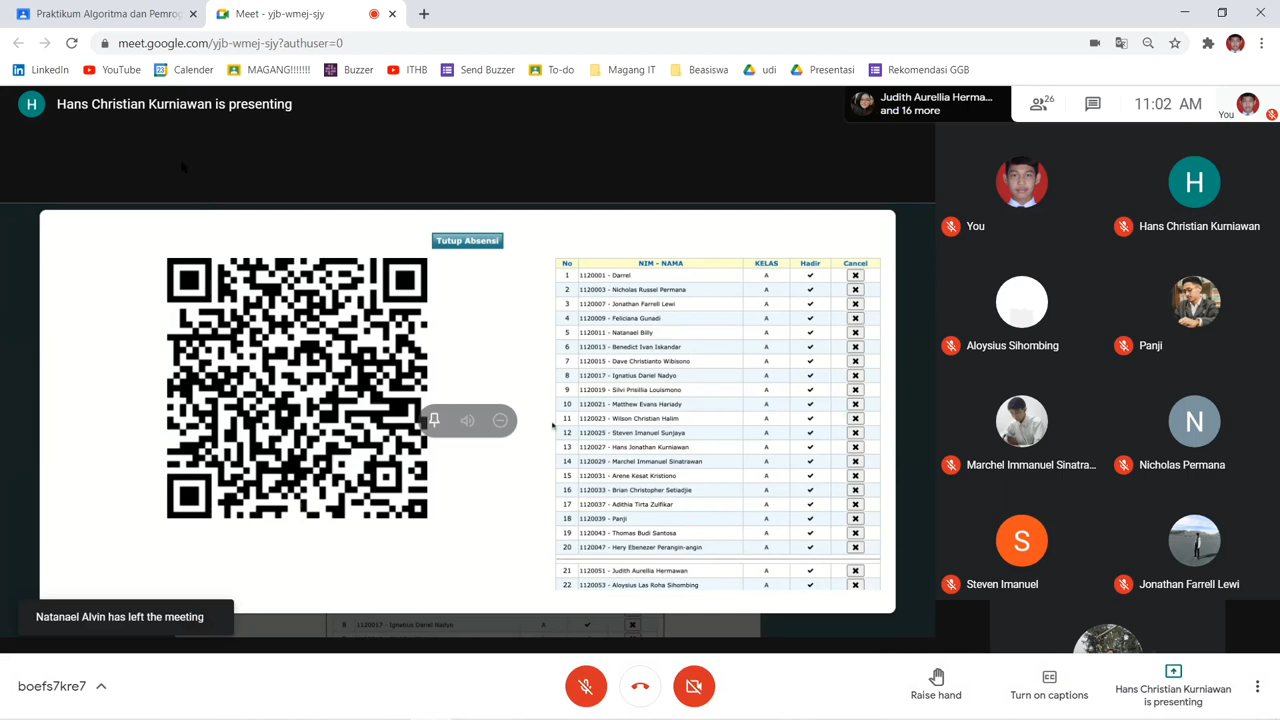 Praktikum Algoritma dan Pemrog
Meet - yjb-wmej-sjy
meet.google.com/yjb-wmej-sjy?authuser=0
LinkedIn
YouTube
Calender
MAGANG!!!!!!!
Buzzer
ITHB
Send Buzzer
To-do
Magang IT
Beasiswa
udi
Presentasi
Rekomendasi GGB
H
Hans Christian Kurniawan is presenting
Judith Aurellia Herma...
and 16 more
26
11:02 AM
You
Tutup Absensi
No NIM - NAMA KELAS Hadir Cancel
1 1120001 - Darrel A
2 1120003 - Nicholas Russel Permana A
3 1120007 - Jonathan Farrell Lewi A
4 1120009 - Feliciana Gunadi A
5 1120011 - Natanael Billy A
6 1120013 - Benedict Ivan Iskandar A
7 1120015 - Dave Christianto Wibisono A
8 1120017 - Ignatius Dariel Nadyo A
9 1120019 - Silvi Prisillia Louismono A
10 1120021 - Matthew Evans Hariady A
11 1120023 - Wilson Christian Halim A
12 1120025 - Steven Imanuel Sunjaya A
13 1120027 - Hans Jonathan Kurniawan A
14 1120029 - Marchel Immanuel Sinatrawan A
15 1120031 - Arene Kesat Kristiono A
16 1120033 - Brian Christopher Setiadjie A
17 1120037 - Adithia Tirta Zulfikar A
18 1120039 - Panji A
19 1120043 - Thomas Budi Santosa A
20 1120047 - Hery Ebenezer Perangin-angin A
21 1120051 - Judith Aurellia Hermawan A
22 1120053 - Aloysius Las Roha Sihombing A
8 1120017 - Ignatius Dariel Nadyo A
Natanael Alvin has left the meeting
You
H
Hans Christian Kurniawan
Aloysius Sihombing
Panji
Marchel Immanuel Sinatra...
N
Nicholas Permana
S
Steven Imanuel
Jonathan Farrell Lewi
boefs7kre7
Raise hand
Turn on captions
Hans Christian Kurniawan
is presenting